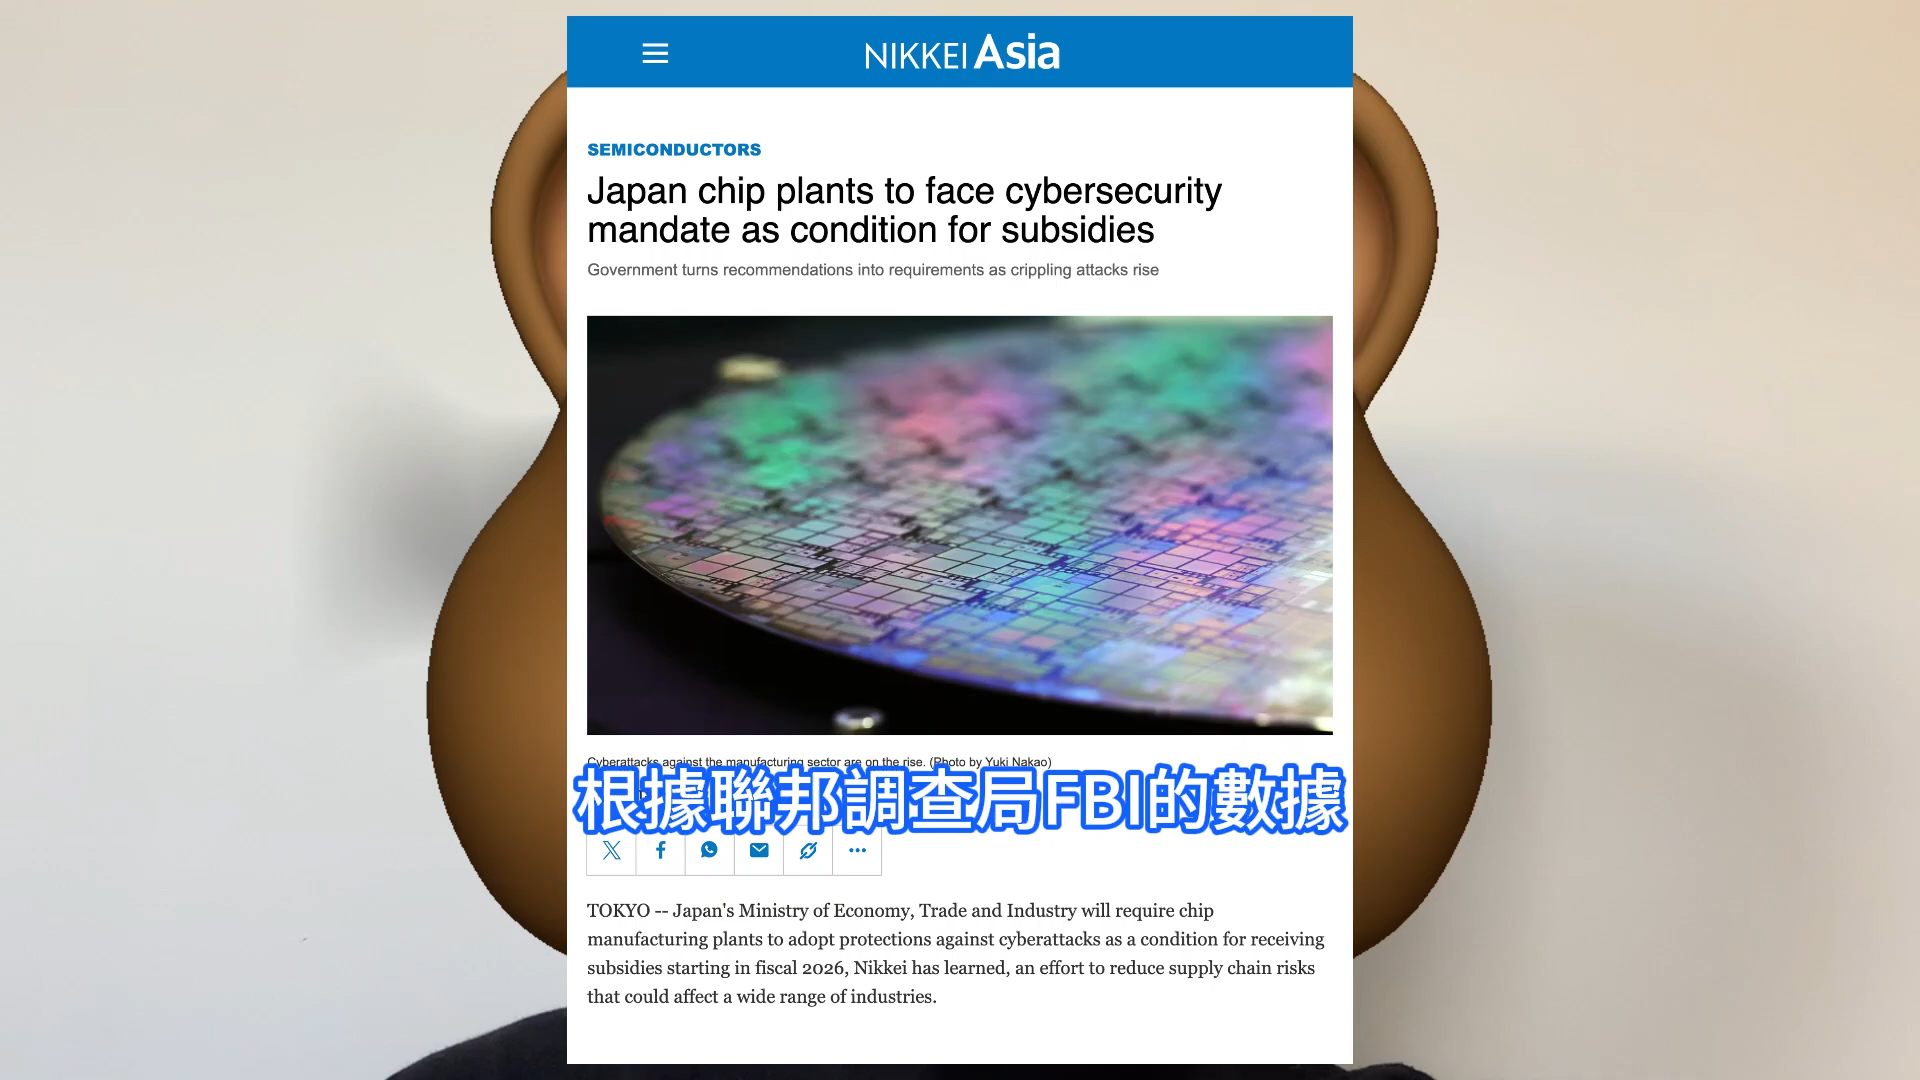 NIKKEI Asia
SEMICONDUCTORS
Japan chip plants to face cybersecurity
mandate as condition for subsidies
Government turns recommendations into requirements as crippling attacks rise
Cyberattacks against the manufacturing sector are on the rise. (Photo by Yuki Nakao)
根據聯邦調查局FBI的數據
TOKYO -- Japan's Ministry of Economy, Trade and Industry will require chip
manufacturing plants to adopt protections against cyberattacks as a condition for receiving
subsidies starting in fiscal 2026, Nikkei has learned, an effort to reduce supply chain risks
that could affect a wide range of industries.